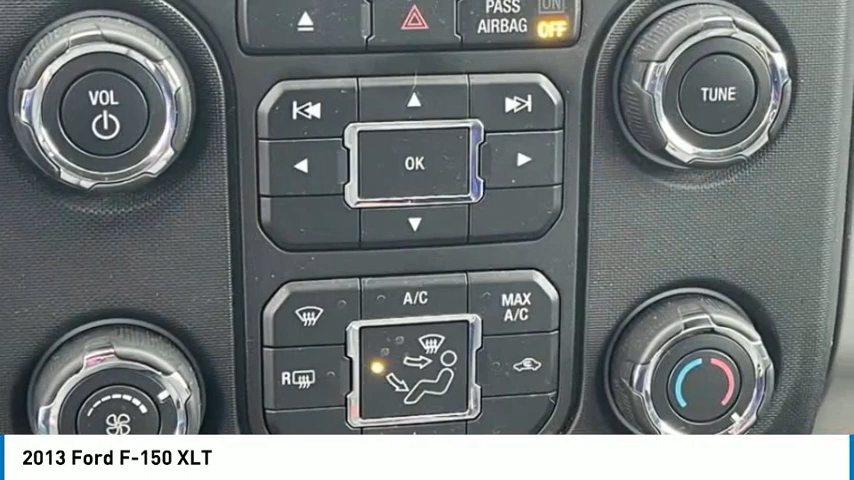 PASS ON
AIRBAG OFF
VOL
TUNE
OK
A/C
MAX
A/C
R
2013 Ford F-150 XLT